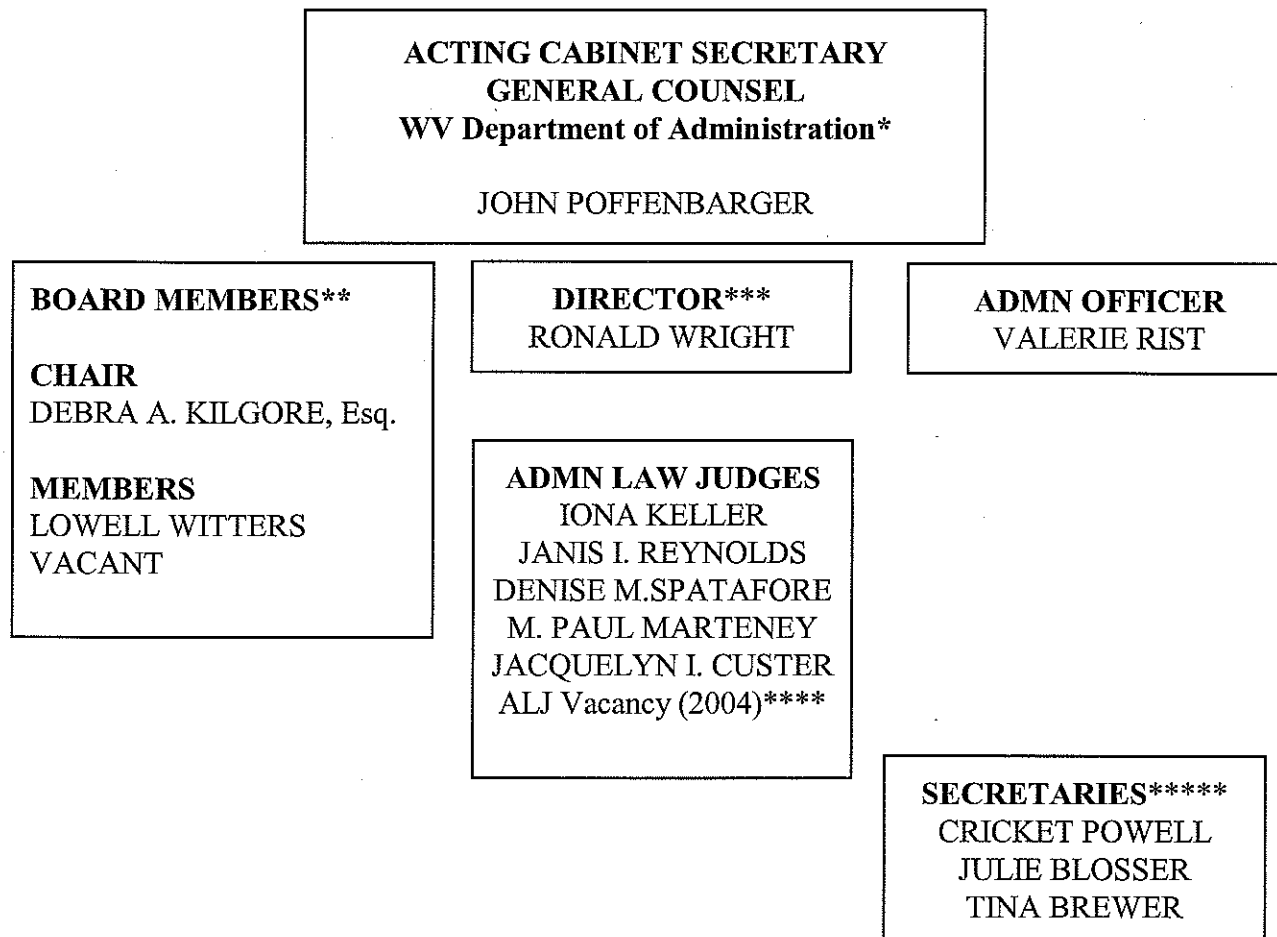 ACTING CABINET SECRETARY
GENERAL COUNSEL
WV Department of Administration*
JOHN POFFENBARGER
BOARD MEMBERS**
CHAIR
DEBRA A. KILGORE, Esq.
MEMBERS
LOWELL WITTERS
VACANT
DIRECTOR***
RONALD WRIGHT
ADMN OFFICER
VALERIE RIST
ADMN LAW JUDGES
IONA KELLER
JANIS I. REYNOLDS
DENISE M.SPATAFORE
M. PAUL MARTENEY
JACQUELYN I. CUSTER
ALJ Vacancy (2004)****
SECRETARIES*****
CRICKET POWELL
JULIE BLOSSER
TINA BREWER